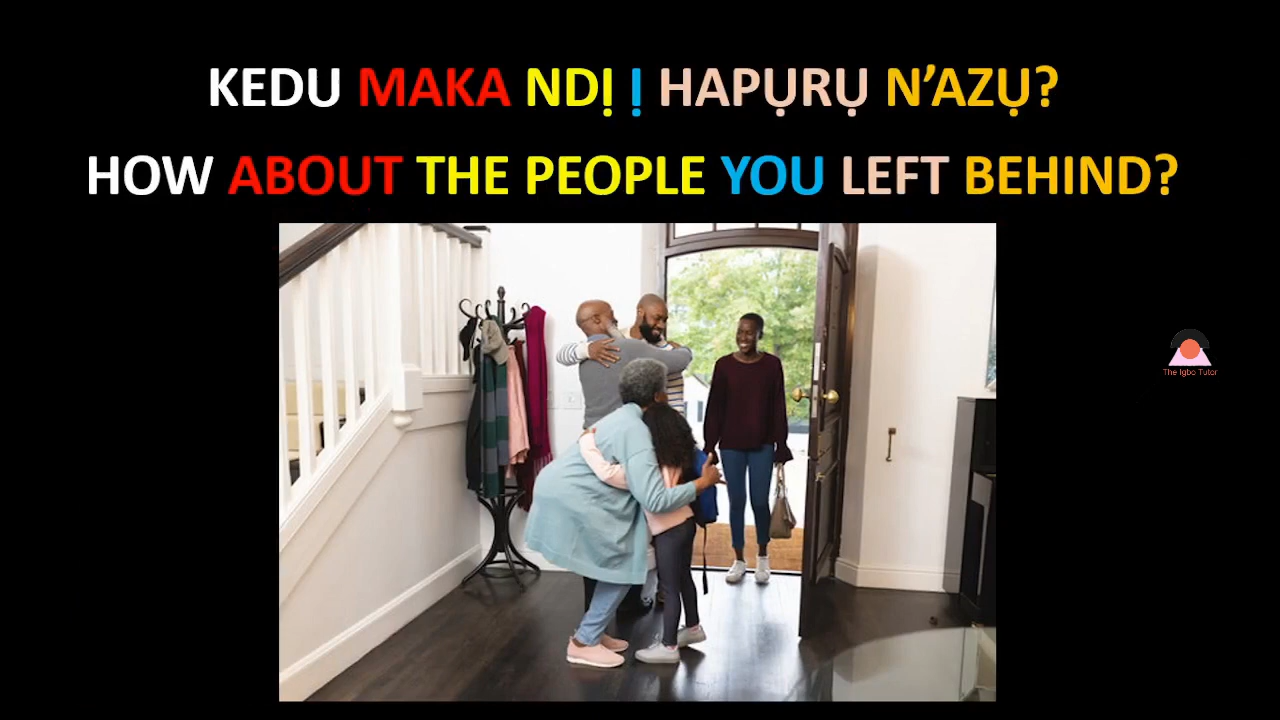 KEDU MAKA NDỊ Ị HAPỤRỤ N’AZỤ?
HOW ABOUT THE PEOPLE YOU LEFT BEHIND?
The Igbo Tutor